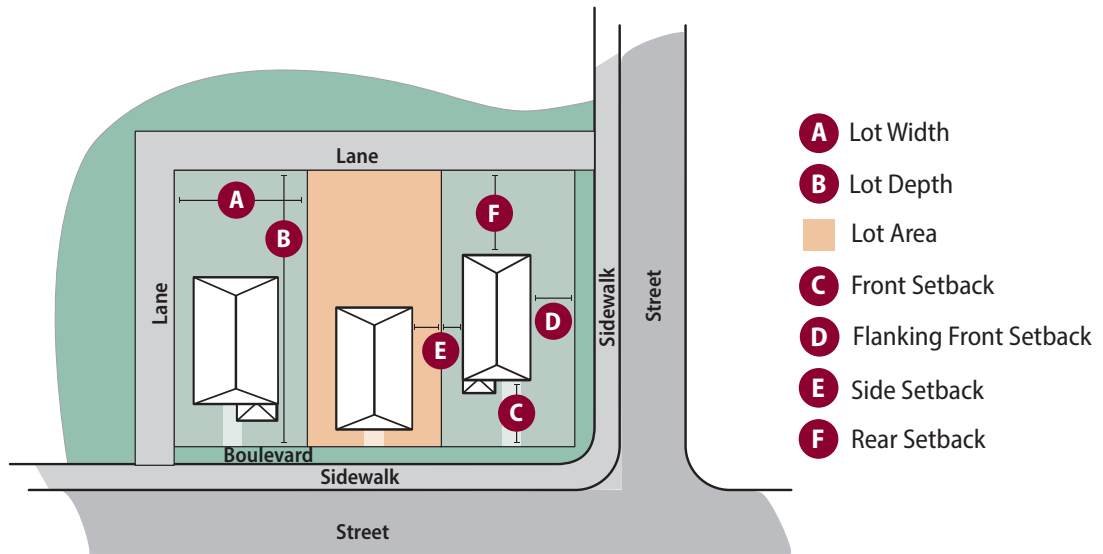 Lane
A
F
B
Lane
Sidewalk
Street
D
E
C
Boulevard
Sidewalk
Street
A Lot Width
B Lot Depth
Lot Area
C Front Setback
D Flanking Front Setback
E Side Setback
F Rear Setback